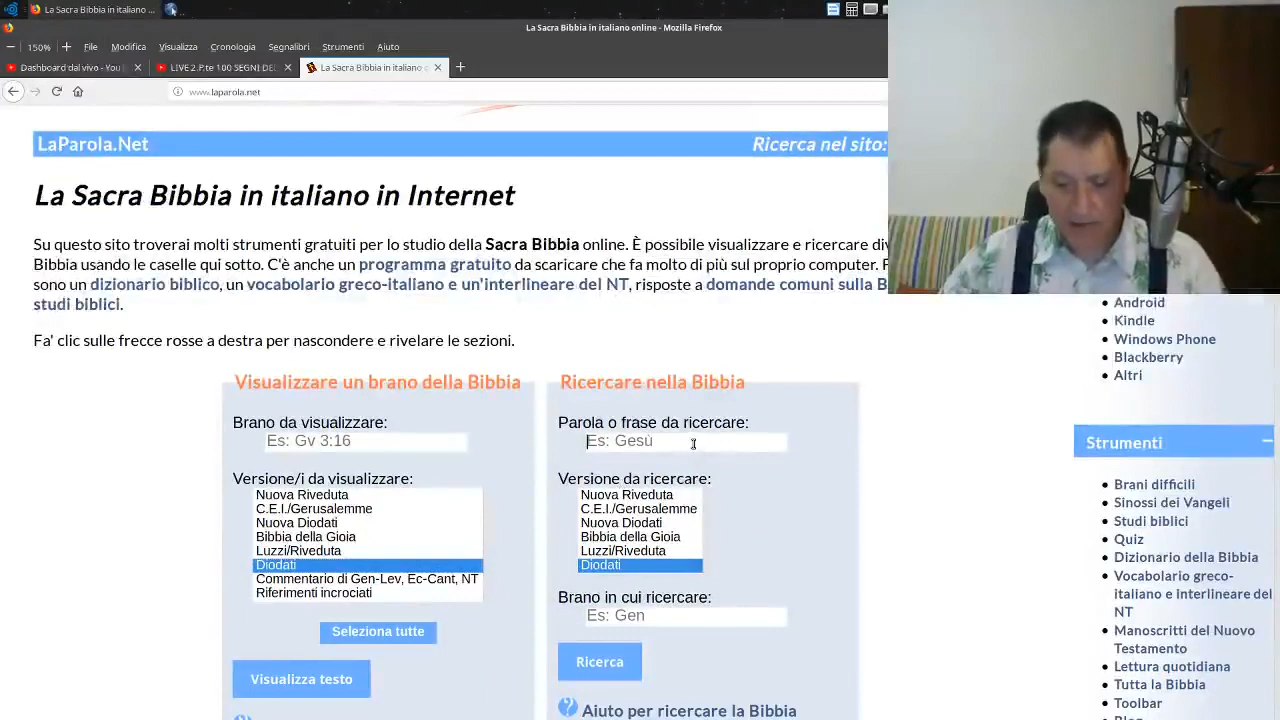 La Sacra Bibbia in italiano ...
La Sacra Bibbia in italiano online - Mozilla Firefox
150% File Modifica Visualizza Cronologia Segnalibri Strumenti Aiuto
Dashboard dal vivo - You
LIVE 2.P.te 100 SEGNI DEL
La Sacra Bibbia in italiano
www.laparola.net
LaParola.Net
Ricerca nel sito:
La Sacra Bibbia in italiano in Internet
Su questo sito troverai molti strumenti gratuiti per lo studio della Sacra Bibbia online. È possibile visualizzare e ricercare
Bibbia usando le caselle qui sotto. C'è anche un programma gratuito da scaricare che fa molto di più sul proprio computer.
sono un dizionario biblico, un vocabolario greco-italiano e un'interlineare del NT, risposte a domande comuni sulla
studi biblici.
Fa' clic sulle frecce rosse a destra per nascondere e rivelare le sezioni.
Visualizzare un brano della Bibbia
Brano da visualizzare:
Es: Gv 3:16
Versione/i da visualizzare:
Nuova Riveduta
C.E.I./Gerusalemme
Nuova Diodati
Bibbia della Gioia
Luzzi/Riveduta
Diodati
Commentario di Gen-Lev, Ec-Cant, NT
Riferimenti incrociati
Seleziona tutte
Visualizza testo
Ricercare nella Bibbia
Parola o frase da ricercare:
Es: Gesù
Versione da ricercare:
Nuova Riveduta
C.E.I./Gerusalemme
Nuova Diodati
Bibbia della Gioia
Luzzi/Riveduta
Diodati
Brano in cui ricercare:
Es: Gen
Ricerca
Aiuto per ricercare la Bibbia
Android
Kindle
Windows Phone
Blackberry
Altri
Strumenti
Brani difficili
Sinossi dei Vangeli
Studi biblici
Quiz
Dizionario della Bibbia
Vocabolario greco-
italiano e interlineare del
NT
Manoscritti del Nuovo
Testamento
Lettura quotidiana
Tutta la Bibbia
Toolbar